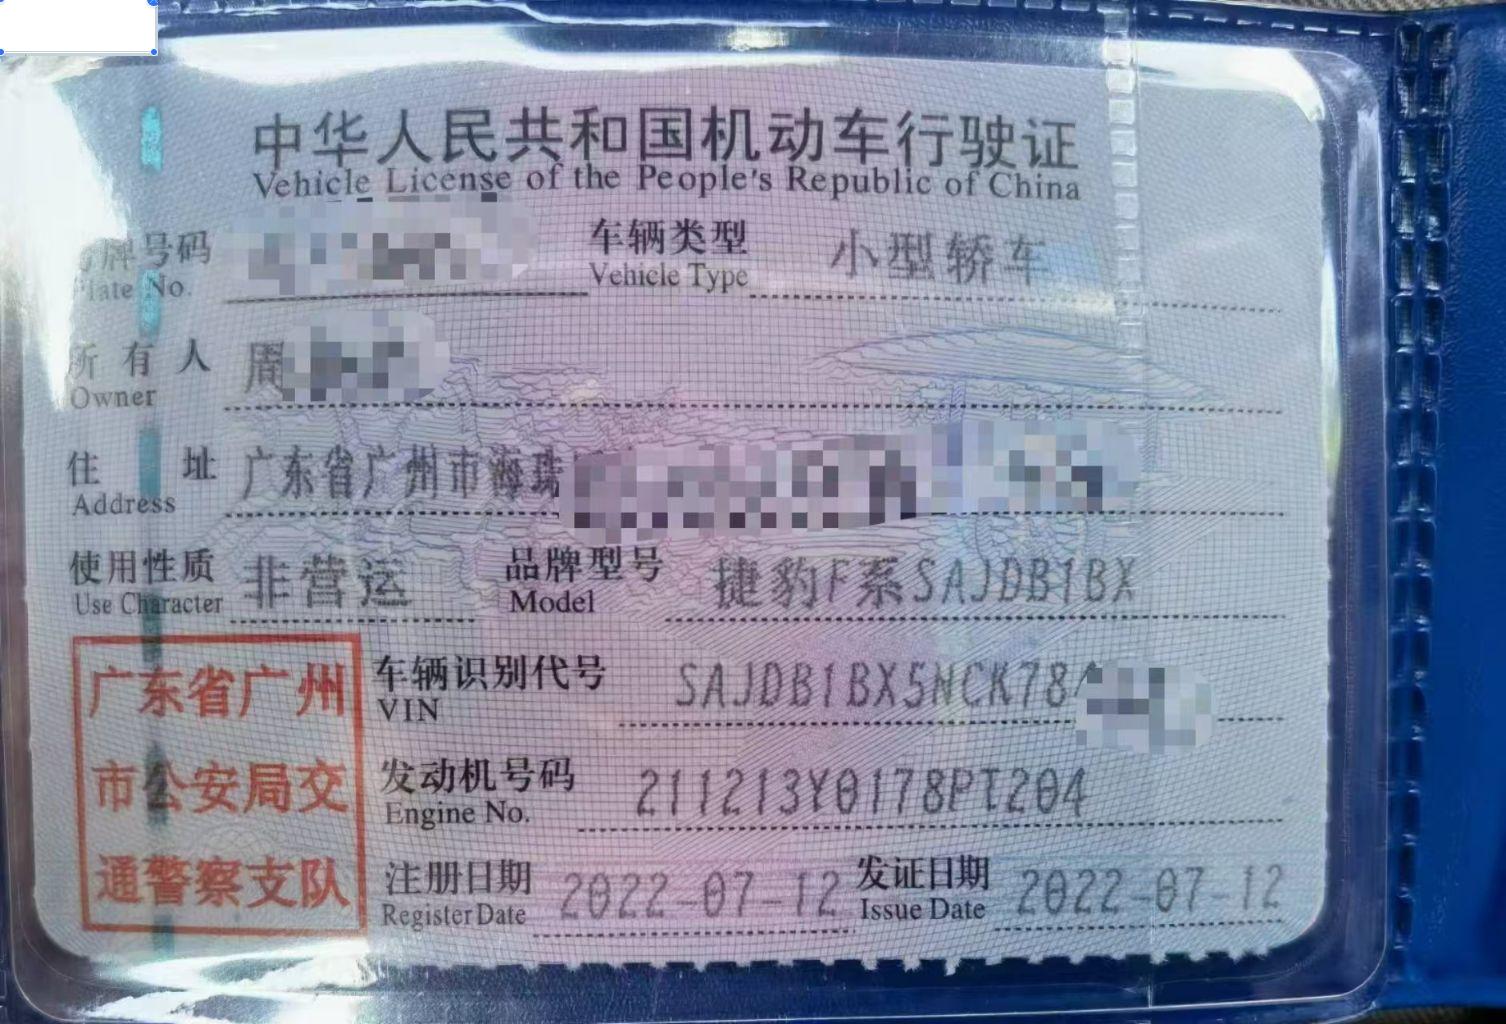 中华人民共和国机动车行驶证
Vehicle License of the People's Republic of China
号牌号码 车辆类型 小型轿车
Plate No. Vehicle Type
所有人 周
Owner
住址 广东省广州市海珠
Address
使用性质 非营运 品牌型号 捷豹F系SAJDB1BX
Use Character Model
广东省广州
市公安局交
通警察支队
车辆识别代号 SAJDB1BX5NCK78
VIN
发动机号码 211213Y0178PT204
Engine No.
注册日期 2022-07-12 发证日期 2022-07-12
Register Date Issue Date